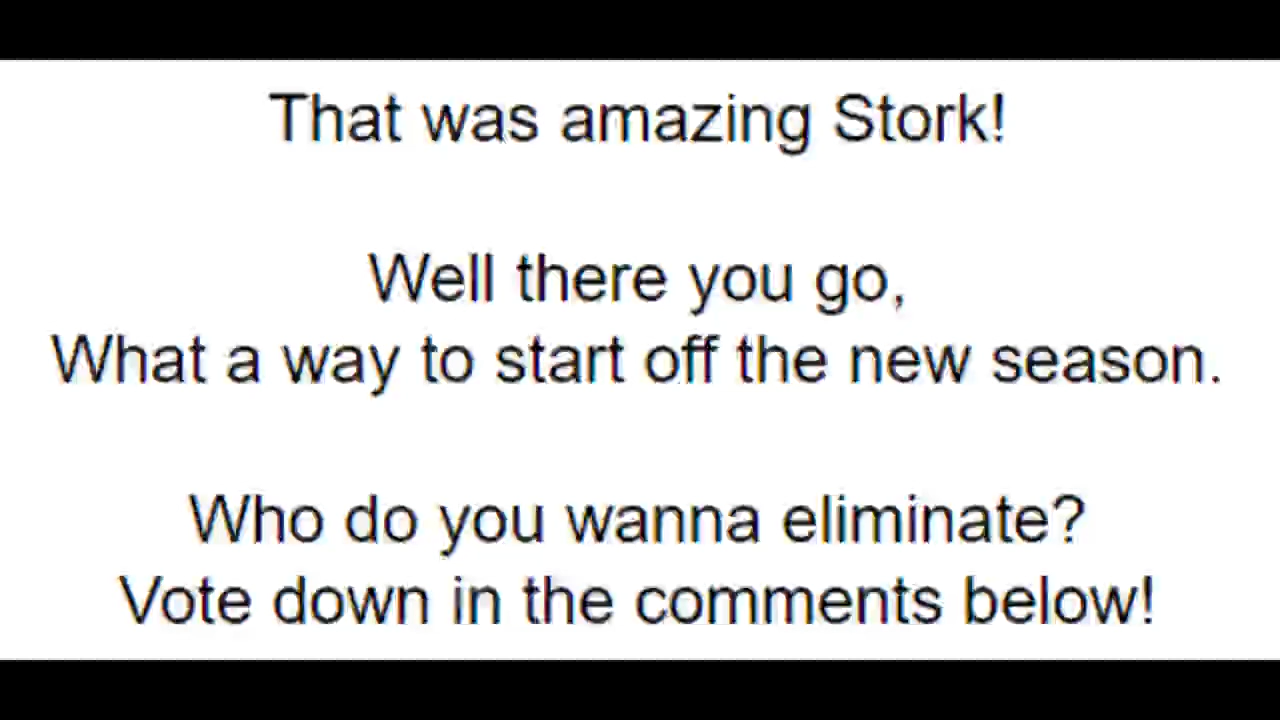 That was amazing Stork!
Well there you go,
What a way to start off the new season.
Who do you wanna eliminate?
Vote down in the comments below!